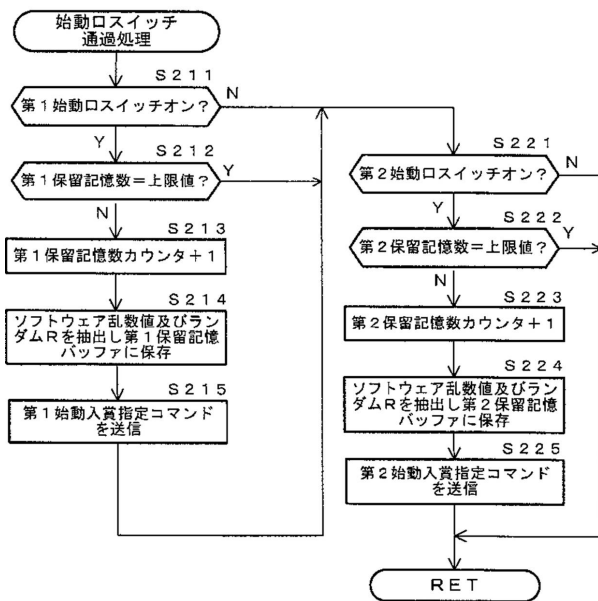 始動口スイッチ
通過処理
S211
第1始動口スイッチオン?
N
Y
S212
第1保留記憶数=上限値?
Y
N
S213
第1保留記憶数カウンタ+1
S214
ソフトウェア乱数値及びラン
ダムRを抽出し第1保留記憶
バッファに保存
S215
第1始動入賞指定コマンド
を送信
S221
第2始動口スイッチオン?
N
Y
S222
第2保留記憶数=上限値?
Y
N
S223
第2保留記憶数カウンタ+1
S224
ソフトウェア乱数値及びラン
ダムRを抽出し第2保留記憶
バッファに保存
S225
第2始動入賞指定コマンド
を送信
RET